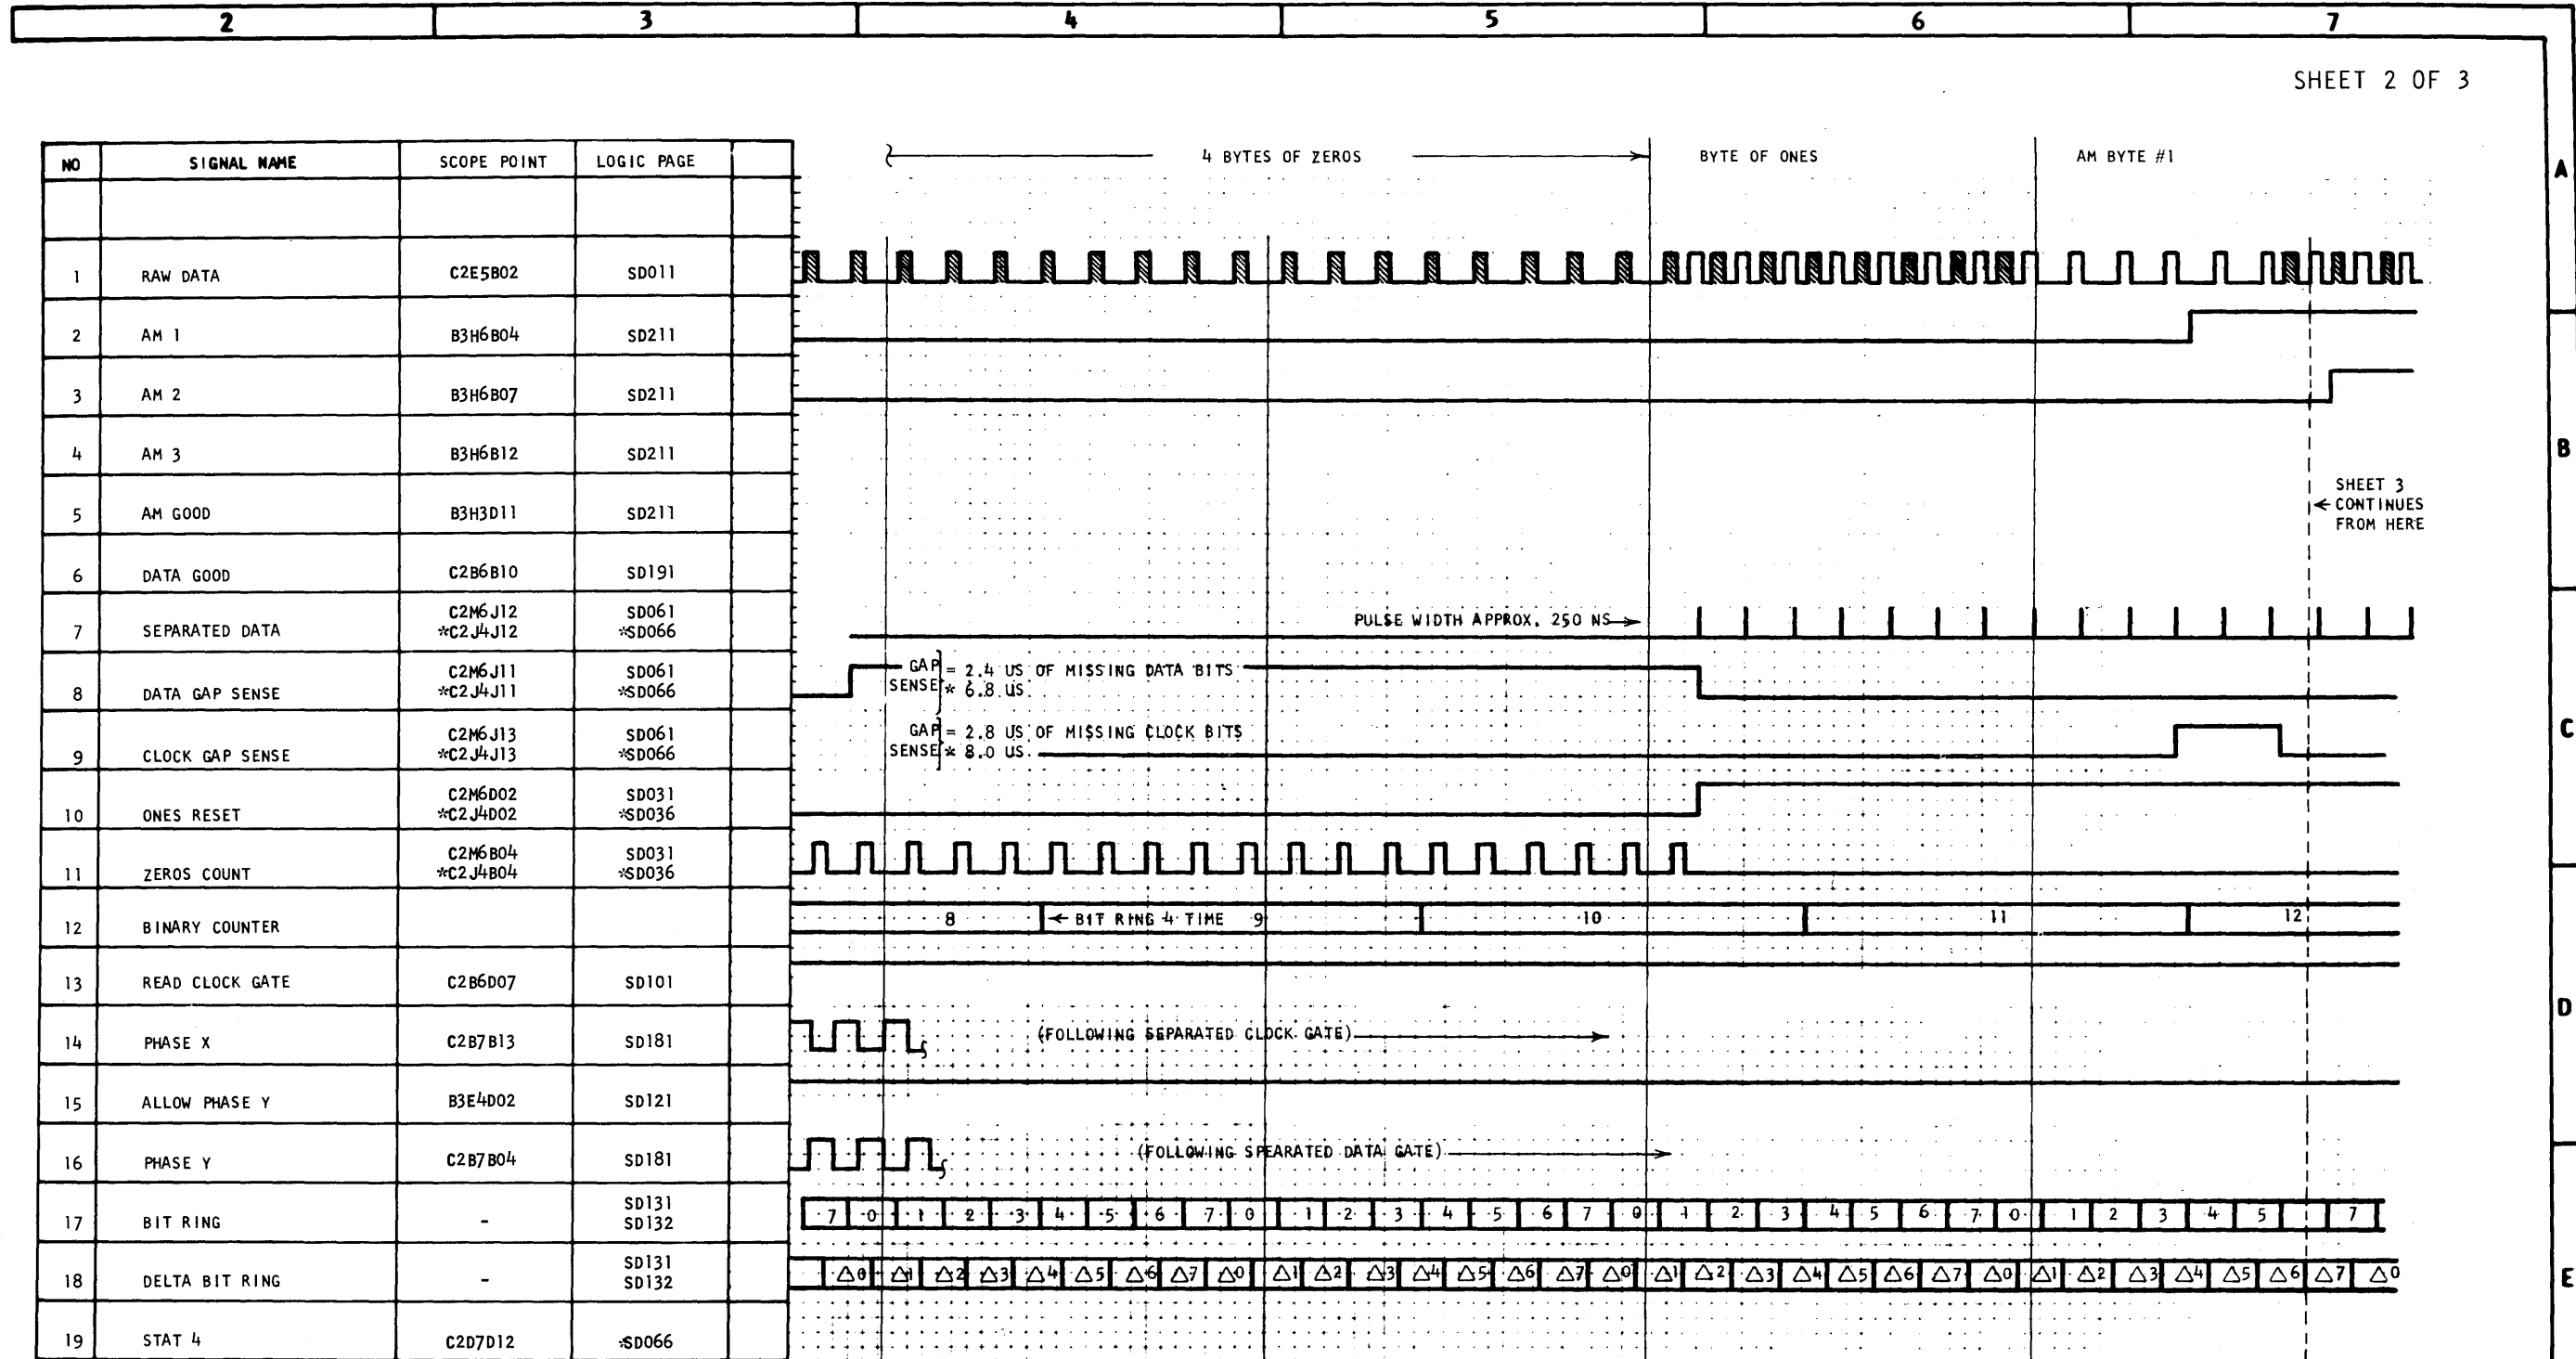 2 3 4 5 6 7
SHEET 2 OF 3
NO SIGNAL NAME SCOPE POINT LOGIC PAGE
4 BYTES OF ZEROS BYTE OF ONES AM BYTE #1
A
1 RAW DATA C2E5B02 SD011
2 AM 1 B3H6B04 SD211
3 AM 2 B3H6B07 SD211
4 AM 3 B3H6B12 SD211
B
SHEET 3
CONTINUES
FROM HERE
5 AM GOOD B3H3D11 SD211
6 DATA GOOD C2B6B10 SD191
C2M6J12 SD061
7 SEPARATED DATA *C2J4J12 *SD066
PULSE WIDTH APPROX. 250 NS
C2M6J11 SD061
8 DATA GAP SENSE *C2J4J11 *SD066
GAP = 2.4 US OF MISSING DATA BITS
SENSE * 6.8 US
C2M6J13 SD061
9 CLOCK GAP SENSE *C2J4J13 *SD066
GAP = 2.8 US OF MISSING CLOCK BITS
SENSE * 8.0 US
C
C2M6D02 SD031
10 ONES RESET *C2J4D02 *SD036
C2M6B04 SD031
11 ZEROS COUNT *C2J4B04 *SD036
12 BINARY COUNTER
8 ← BIT RING 4 TIME 9 10 11 12
13 READ CLOCK GATE C2B6D07 SD101
D
14 PHASE X C2B7B13 SD181
(FOLLOWING SEPARATED CLOCK GATE)
15 ALLOW PHASE Y B3E4D02 SD121
16 PHASE Y C2B7B04 SD181
(FOLLOWING SPEARATED DATA GATE)
SD131
17 BIT RING - SD132
7 0 1 2 3 4 5 6 7 0 1 2 3 4 5 6 7 0 1 2 3 4 5 6 7 0 1 2 3 4 5 7
SD131
18 DELTA BIT RING - SD132
△0 △1 △2 △3 △4 △5 △6 △7 △0 △1 △2 △3 △4 △5 △6 △7 △0 △1 △2 △3 △4 △5 △6 △7 △0 △1 △2 △3 △4 △5 △6 △7 △0
E
19 STAT 4 C2D7D12 *SD066